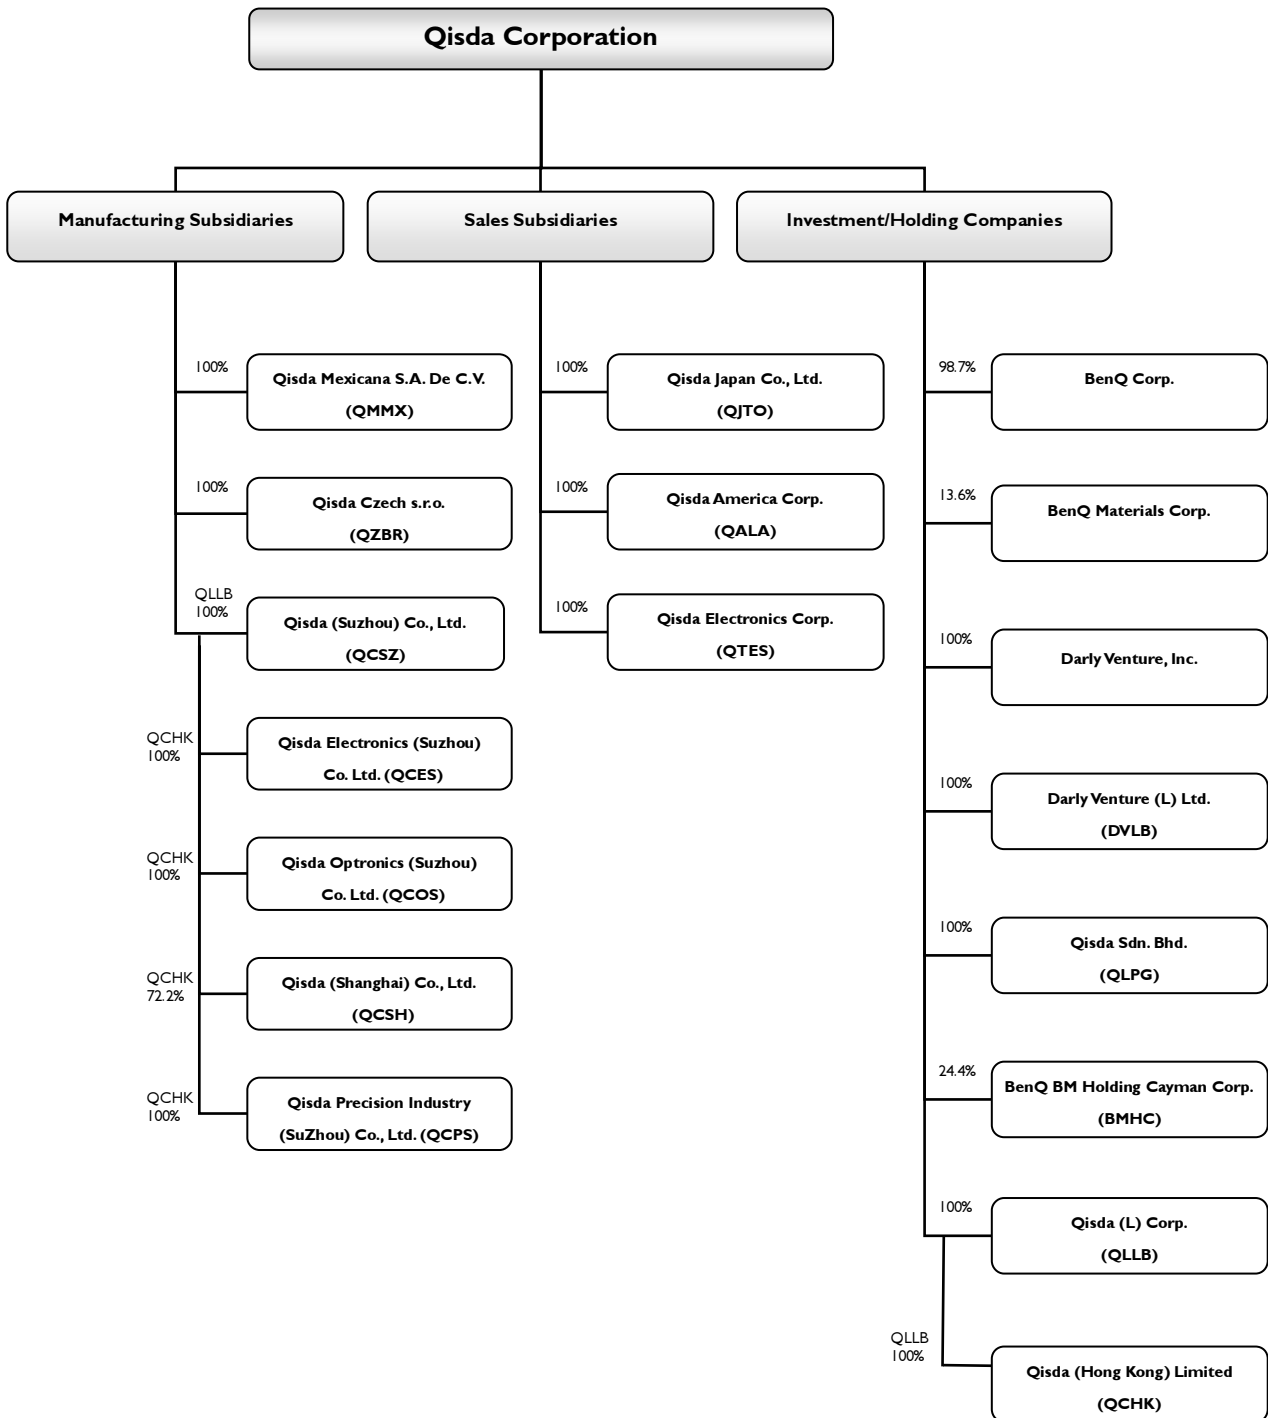 Qisda Corporation
Manufacturing Subsidiaries
Sales Subsidiaries
Investment/Holding Companies
100%
Qisda Mexicana S.A. De C.V.
(QMMX)
100%
Qisda Czech s.r.o.
(QZBR)
QLLB
100%
Qisda (Suzhou) Co., Ltd.
(QCSZ)
QCHK
100%
Qisda Electronics (Suzhou)
Co. Ltd. (QCES)
QCHK
100%
Qisda Optronics (Suzhou)
Co. Ltd. (QCOS)
QCHK
72.2%
Qisda (Shanghai) Co., Ltd.
(QCSH)
QCHK
100%
Qisda Precision Industry
(SuZhou) Co., Ltd. (QCPS)
100%
Qisda Japan Co., Ltd.
(QJTO)
100%
Qisda America Corp.
(QALA)
100%
Qisda Electronics Corp.
(QTES)
98.7%
BenQ Corp.
13.6%
BenQ Materials Corp.
100%
Darly Venture, Inc.
100%
Darly Venture (L) Ltd.
(DVLB)
100%
Qisda Sdn. Bhd.
(QLPG)
24.4%
BenQ BM Holding Cayman Corp.
(BMHC)
100%
Qisda (L) Corp.
(QLLB)
QLLB
100%
Qisda (Hong Kong) Limited
(QCHK)